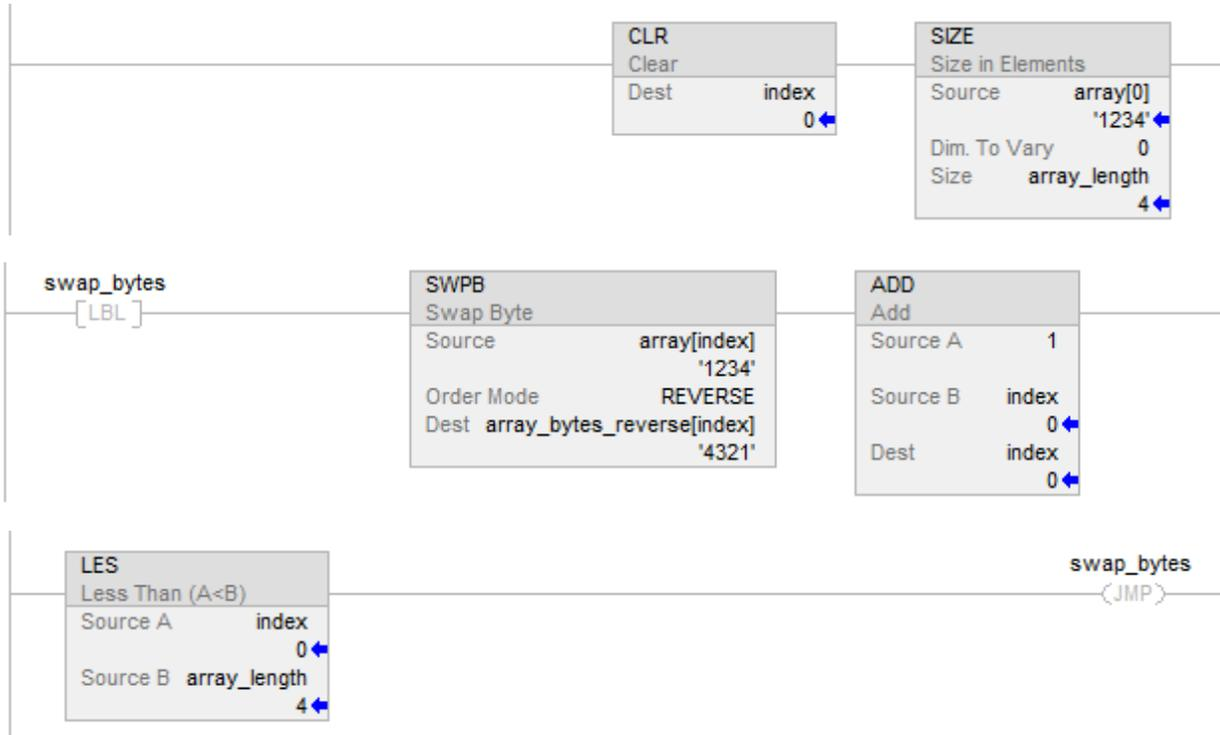 CLR
Clear
Dest index
0
SIZE
Size in Elements
Source array[0]
'1234'
Dim. To Vary 0
Size array_length
4
swap_bytes
LBL
SWPB
Swap Byte
Source array[index]
'1234'
Order Mode REVERSE
Dest array_bytes_reverse[index]
'4321'
ADD
Add
Source A 1
Source B index
0
Dest index
0
LES
Less Than (A<B)
Source A index
0
Source B array_length
4
swap_bytes
JMP